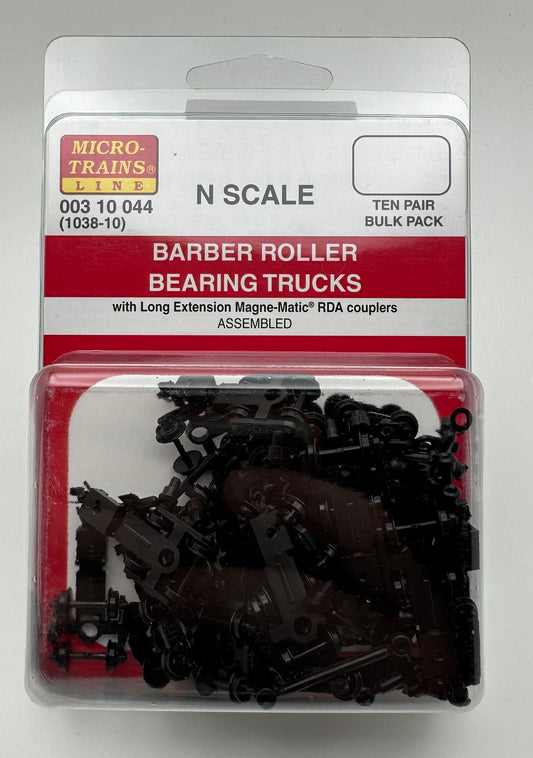 MICRO-
TRAINS®
LINE
003 10 044
(1038-10)
N SCALE
TEN PAIR
BULK PACK
BARBER ROLLER
BEARING TRUCKS
with Long Extension Magne-Matic® RDA couplers
ASSEMBLED